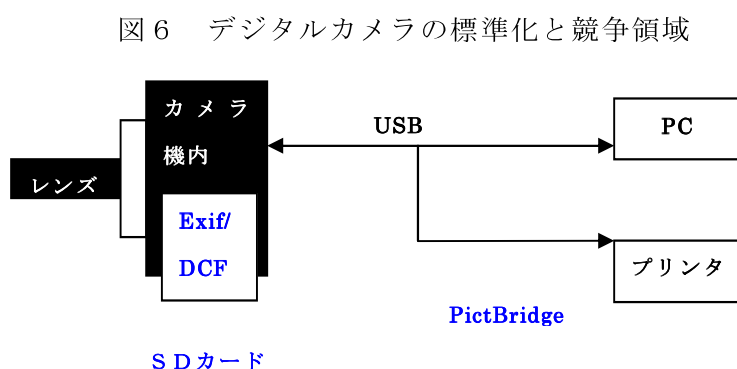 図６　デジタルカメラの標準化と競争領域
カメラ
機内
レンズ
Exif/
DCF
ＳＤカード
USB
PC
プリンタ
PictBridge